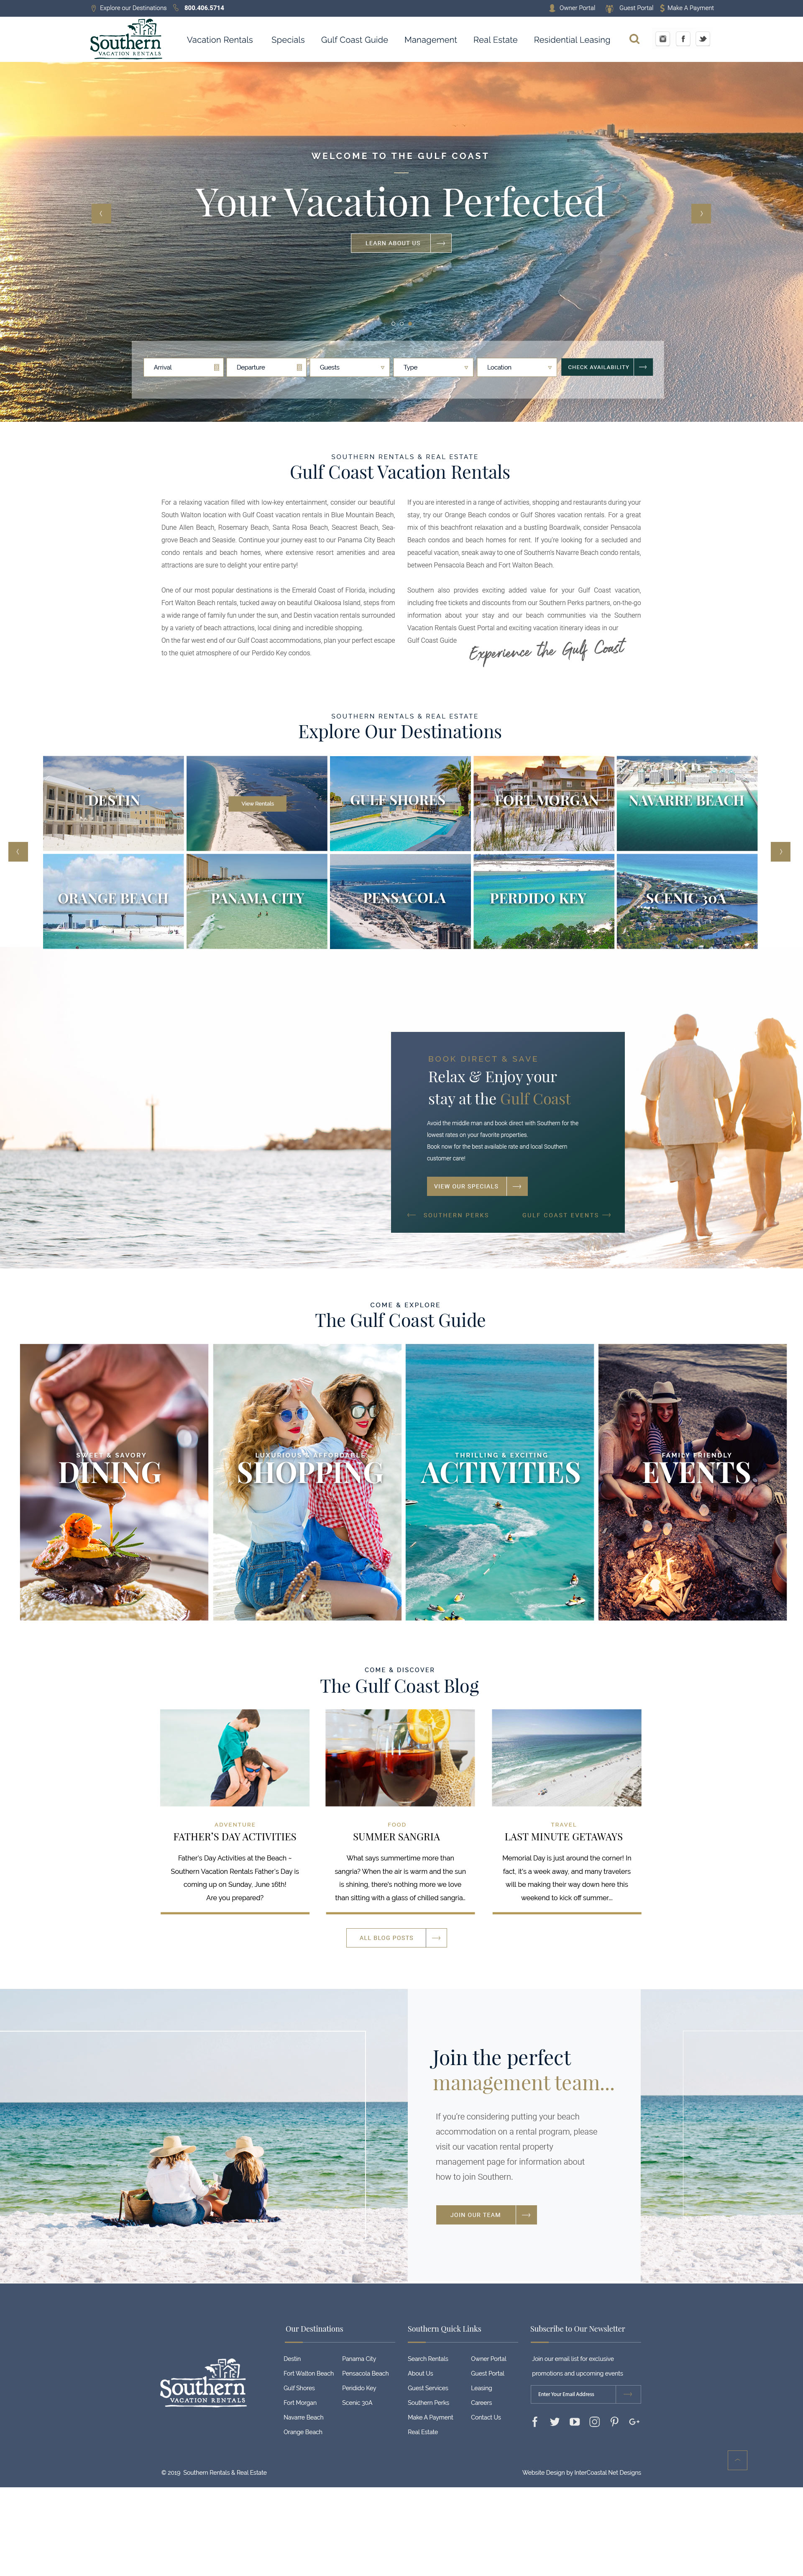 Explore our Destinations 800.406.5714 Owner Portal Guest Portal Make A Payment
Southern
VACATION RENTALS
Vacation Rentals Specials Gulf Coast Guide Management Real Estate Residential Leasing
WELCOME TO THE GULF COAST
Your Vacation Perfected
LEARN ABOUT US
Arrival Departure Guests Type Location CHECK AVAILABILITY
SOUTHERN RENTALS & REAL ESTATE
Gulf Coast Vacation Rentals
For a relaxing vacation filled with low-key entertainment, consider our beautiful
South Walton location with Gulf Coast vacation rentals in Blue Mountain Beach,
Dune Allen Beach, Rosemary Beach, Santa Rosa Beach, Seacrest Beach, Sea-
grove Beach and Seaside. Continue your journey east to our Panama City Beach
condo rentals and beach homes, where extensive resort amenities and area
attractions are sure to delight your entire party!
One of our most popular destinations is the Emerald Coast of Florida, including
Fort Walton Beach rentals, tucked away on beautiful Okaloosa Island, steps from
a wide range of family fun under the sun, and Destin vacation rentals surrounded
by a variety of beach attractions, local dining and incredible shopping.
On the far west end of our Gulf Coast accommodations, plan your perfect escape
to the quiet atmosphere of our Perdido Key condos.
If you are interested in a range of activities, shopping and restaurants during your
stay, try our Orange Beach condos or Gulf Shores vacation rentals. For a great
mix of this beachfront relaxation and a bustling Boardwalk, consider Pensacola
Beach condos and beach homes for rent. If you're looking for a secluded and
peaceful vacation, sneak away to one of Southern's Navarre Beach condo rentals,
between Pensacola Beach and Fort Walton Beach.
Southern also provides exciting added value for your Gulf Coast vacation,
including free tickets and discounts from our Southern Perks partners, on-the-go
information about your stay and our beach communities via the Southern
Vacation Rentals Guest Portal and exciting vacation itinerary ideas in our
Gulf Coast Guide
Experience the Gulf Coast
SOUTHERN RENTALS & REAL ESTATE
Explore Our Destinations
DESTIN View Rentals GULF SHORES FORT MORGAN NAVARRE BEACH
ORANGE BEACH PANAMA CITY PENSACOLA PERDIDO KEY SCENIC 30A
BOOK DIRECT & SAVE
Relax & Enjoy your
stay at the Gulf Coast
Avoid the middle man and book direct with Southern for the
lowest rates on your favorite properties.
Book now for the best available rate and local Southern
customer care!
VIEW OUR SPECIALS
SOUTHERN PERKS GULF COAST EVENTS
COME & EXPLORE
The Gulf Coast Guide
SWEET & SAVORY
DINING
LUXURIOUS & AFFORDABLE
SHOPPING
THRILLING & EXCITING
ACTIVITIES
FAMILY FRIENDLY
EVENTS
COME & DISCOVER
The Gulf Coast Blog
ADVENTURE
FATHER'S DAY ACTIVITIES
Father's Day Activities at the Beach –
Southern Vacation Rentals Father's Day is
coming up on Sunday, June 16th!
Are you prepared?
FOOD
SUMMER SANGRIA
What says summertime more than
sangria? When the air is warm and the sun
is shining, there's nothing more we love
than sitting with a glass of chilled sangria..
TRAVEL
LAST MINUTE GETAWAYS
Memorial Day is just around the corner! In
fact, it's a week away, and many travelers
will be making their way down here this
weekend to kick off summer...
ALL BLOG POSTS
Join the perfect
management team...
If you're considering putting your beach
accommodation on a rental program, please
visit our vacation rental property
management page for information about
how to join Southern.
JOIN OUR TEAM
Southern
VACATION RENTALS
Our Destinations
Destin Panama City
Fort Walton Beach Pensacola Beach
Gulf Shores Perdido Key
Fort Morgan Scenic 30A
Navarre Beach
Orange Beach
Southern Quick Links
Search Rentals Owner Portal
About Us Guest Portal
Guest Services Leasing
Southern Perks Careers
Make A Payment Contact Us
Real Estate
Subscribe to Our Newsletter
Join our email list for exclusive
promotions and upcoming events
Enter Your Email Address
© 2019 Southern Rentals & Real Estate Website Design by InterCoastal Net Designs